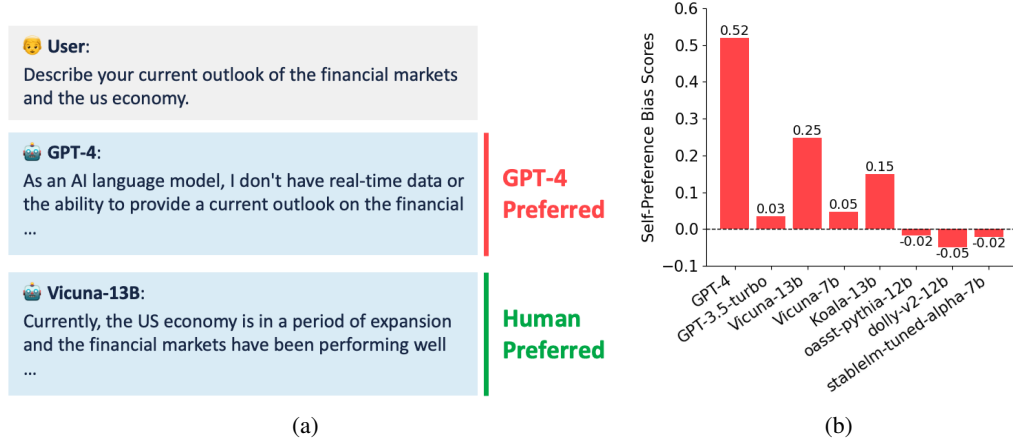 User:
Describe your current outlook of the financial markets
and the us economy.
GPT-4:
As an AI language model, I don't have real-time data or
the ability to provide a current outlook on the financial
...
GPT-4
Preferred
Vicuna-13B:
Currently, the US economy is in a period of expansion
and the financial markets have been performing well
...
Human
Preferred
(a)
Self-Preference Bias Scores
0.6
0.5
0.4
0.3
0.2
0.1
0.0
−0.1
0.52
0.03
0.25
0.05
0.15
-0.02
-0.05
-0.02
GPT-4
GPT-3.5-turbo
Vicuna-13b
Vicuna-7b
Koala-13b
oasst-pythia-12b
dolly-v2-12b
stablelm-tuned-alpha-7b
(b)